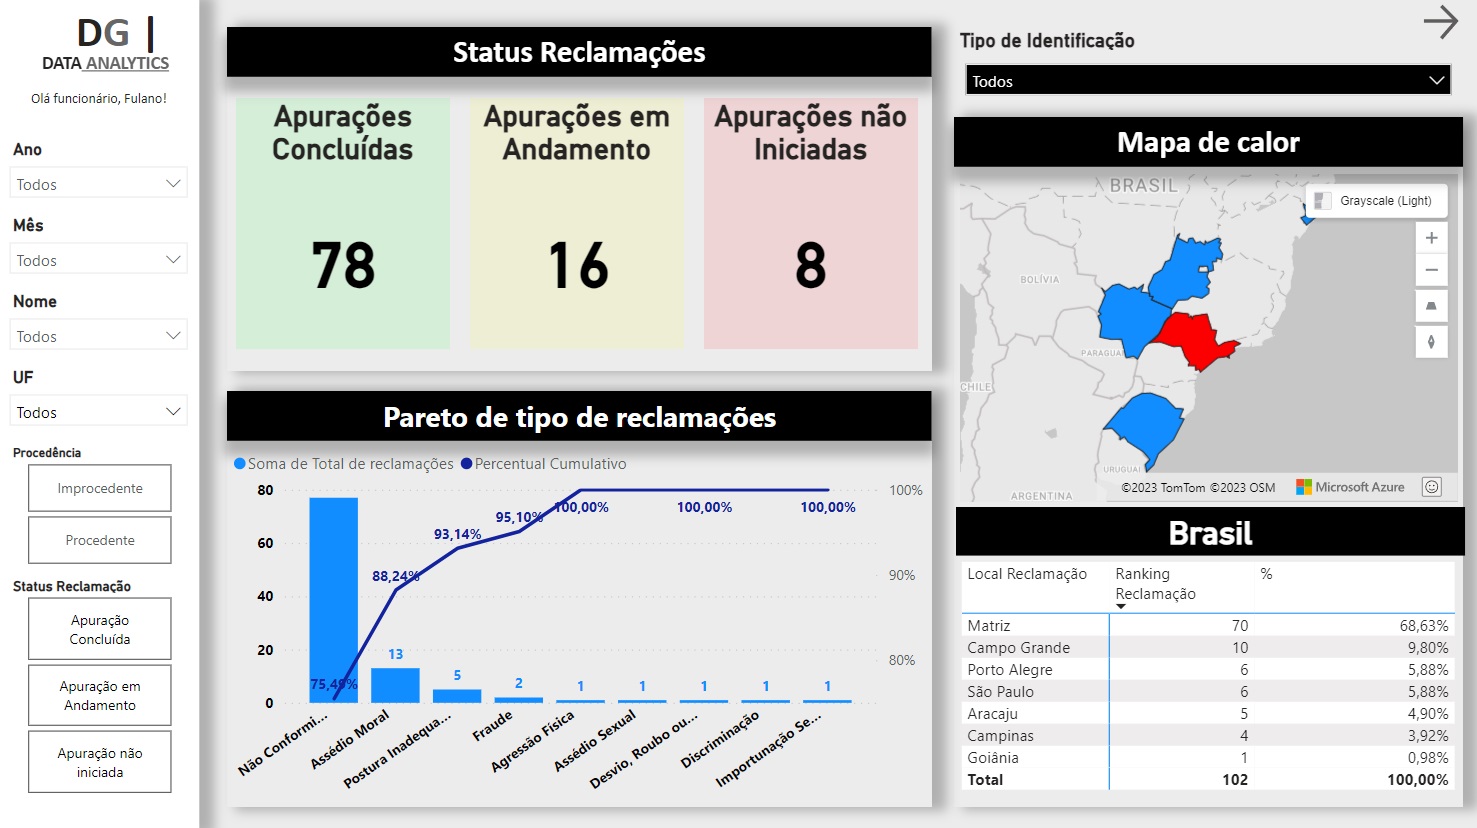 DG |
DATA ANALYTICS
Olá funcionário, Fulano!
Ano
Todos
Mês
Todos
Nome
Todos
UF
Todos
Procedência
Improcedente
Procedente
Status Reclamação
Apuração
Concluída
Apuração em
Andamento
Apuração não
iniciada
Status Reclamações
Apurações
Concluídas
78
Apurações em
Andamento
16
Apurações não
Iniciadas
8
Pareto de tipo de reclamações
Soma de Total de reclamações Percentual Cumulativo
80
60
40
20
0
100%
90%
80%
75,49%
88,24%
93,14%
95,10%
100,00%
100,00%
100,00%
13
5
2
1
1
1
1
1
Não Conformi...
Assédio Moral
Postura Inadequa...
Fraude
Agressão Física
Assédio Sexual
Desvio, Roubo ou...
Discriminação
Importunação Se...
Tipo de Identificação
Todos
Mapa de calor
BRASIL
Grayscale (Light)
BOLÍVIA
PARAGUAI
CHILE
URUGUAI
ARGENTINA
©2023 TomTom ©2023 OSM Microsoft Azure
Brasil
Local Reclamação Ranking Reclamação %
Matriz 70 68,63%
Campo Grande 10 9,80%
Porto Alegre 6 5,88%
São Paulo 6 5,88%
Aracaju 5 4,90%
Campinas 4 3,92%
Goiânia 1 0,98%
Total 102 100,00%